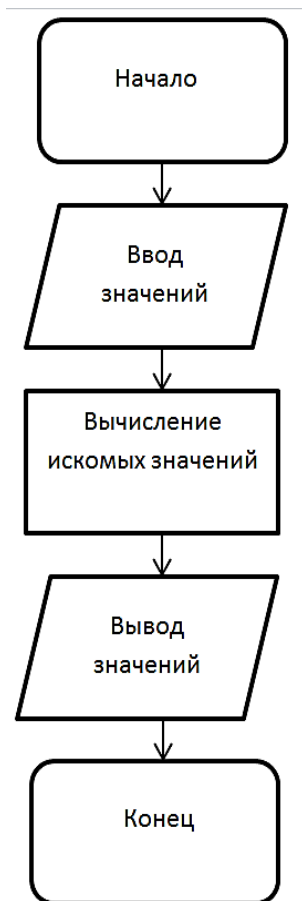 Начало
Ввод
значений
Вычисление
искомых значений
Вывод
значений
Конец